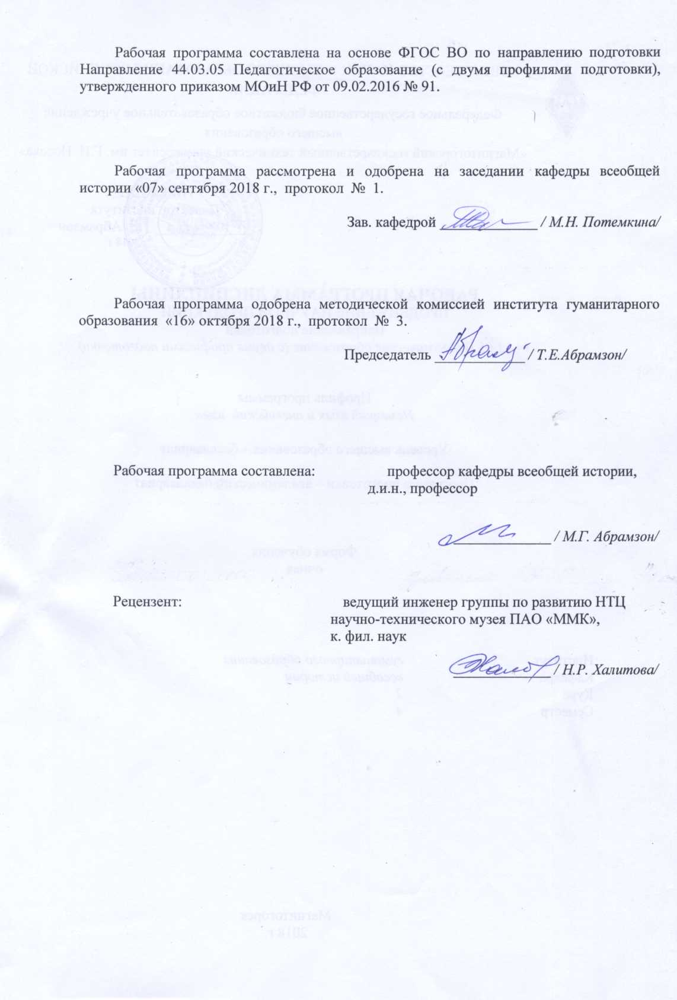 Рабочая программа составлена на основе ФГОС ВО по направлению подготовки
Направление 44.03.05 Педагогическое образование (с двумя профилями подготовки),
утвержденного приказом МОиН РФ от 09.02.2016 № 91.
Рабочая программа рассмотрена и одобрена на заседании кафедры всеобщей
истории «07» сентября 2018 г., протокол № 1.
Зав. кафедрой _____________ / М.Н. Потемкина/
Рабочая программа одобрена методической комиссией института гуманитарного
образования «16» октября 2018 г., протокол № 3.
Председатель ____________ / Т.Е.Абрамзон/
Рабочая программа составлена: профессор кафедры всеобщей истории,
д.и.н., профессор
_____________ / М.Г. Абрамзон/
Рецензент: ведущий инженер группы по развитию НТЦ
научно-технического музея ПАО «ММК»,
к. фил. наук
_____________ / Н.Р. Халитова/